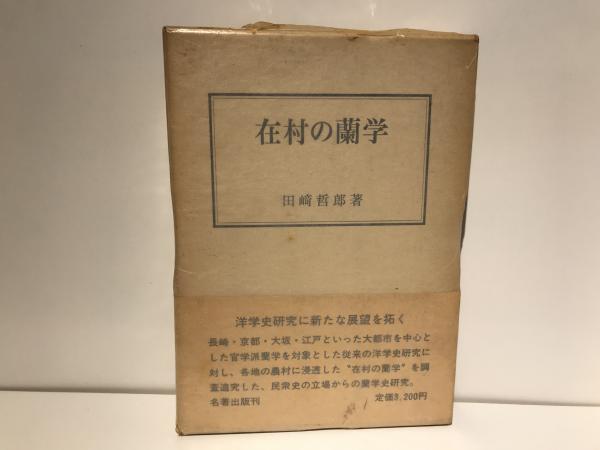 在村の蘭学
田﨑哲郎著
洋学史研究に新たな展望を拓く
長崎・京都・大坂・江戸といった大都市を中心と
した官学派蘭学を対象とした従来の洋学史研究に
対し、各地の農村に浸透した〝在村の蘭学〟を調
査追究した、民衆史の立場からの蘭学史研究。
名著出版刊 定価3,200円